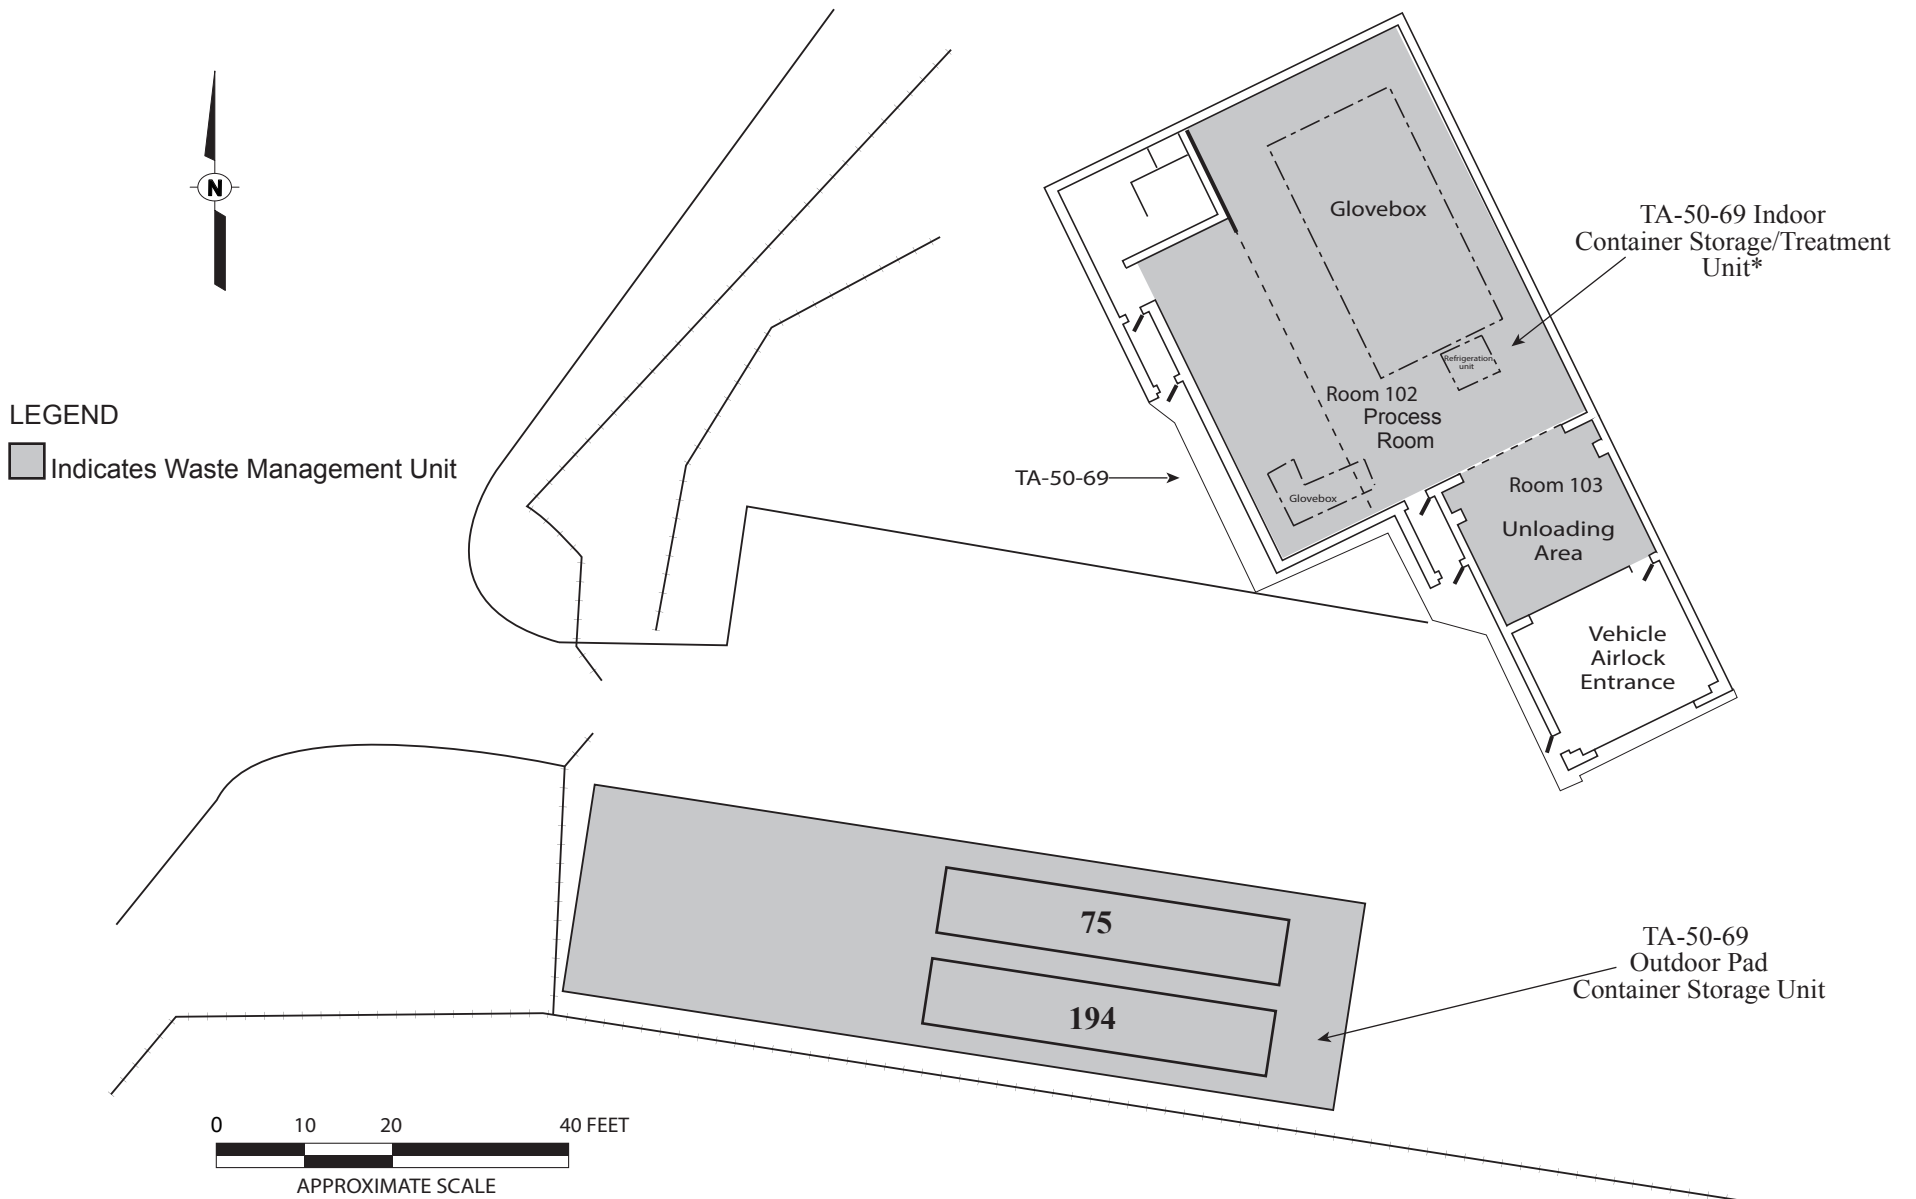 N
Glovebox
TA-50-69 Indoor
Container Storage/Treatment
Unit*
Refrigeration
unit
Room 102
Process
Room
LEGEND
Indicates Waste Management Unit
TA-50-69
Glovebox
Room 103
Unloading
Area
Vehicle
Airlock
Entrance
75
194
TA-50-69
Outdoor Pad
Container Storage Unit
0 10 20 40 FEET
APPROXIMATE SCALE